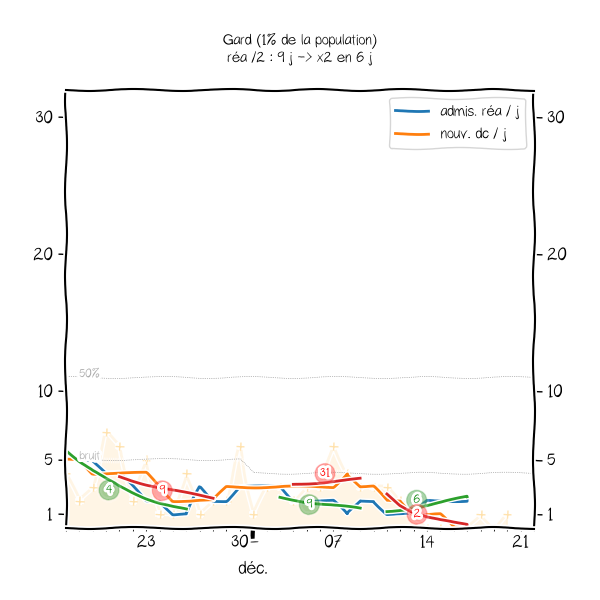 Gard (1% de la population)
réa /2 : 9 j -> x2 en 6 j
admis. réa / j
nouv. dc / j
30 30
20 20
50%
10 10
bruit
5 5
4 9 31 9 6 2
1 1
23 30 07 14 21
déc.